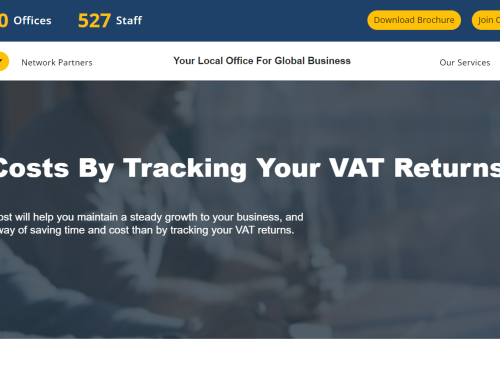 0 Offices 527 Staff Download Brochure Join
Network Partners Your Local Office For Global Business Our Services
Costs By Tracking Your VAT Returns
ost will help you maintain a steady growth to your business, and
way of saving time and cost than by tracking your VAT returns.